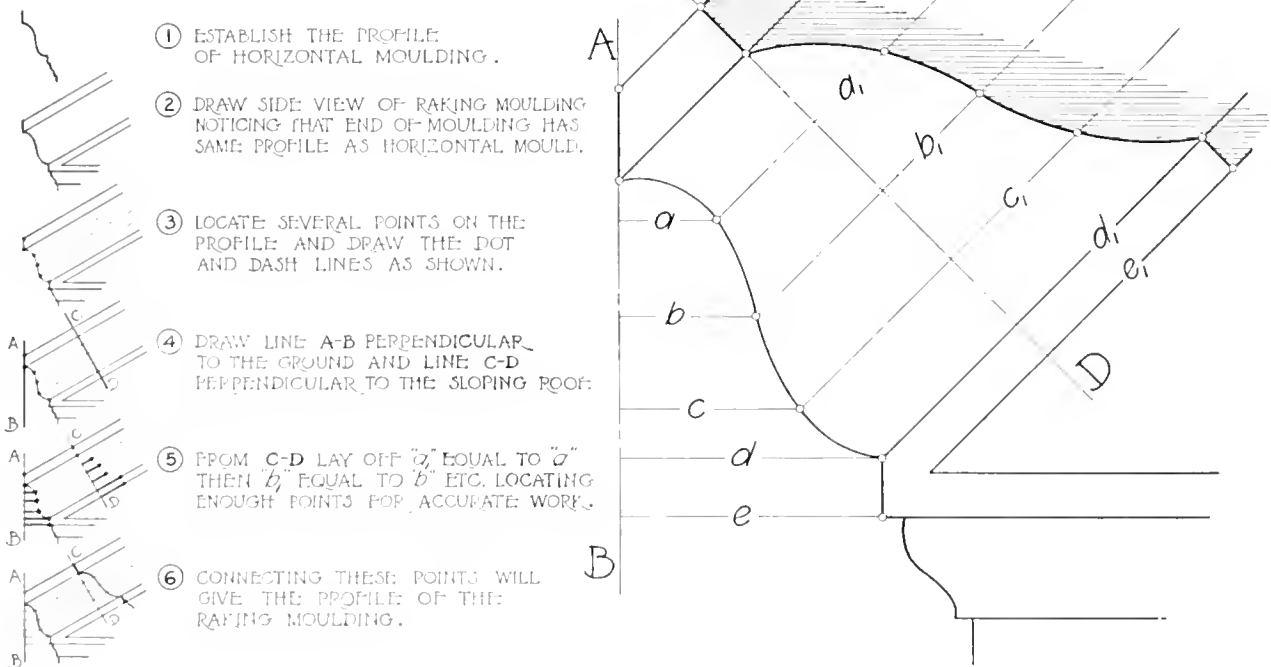 ① ESTABLISH THE PROFILE
OF HORIZONTAL MOULDING.
② DRAW SIDE VIEW OF RAKING MOULDING
NOTICING THAT END OF MOULDING HAS
SAME PROFILE AS HORIZONTAL MOULD.
③ LOCATE SEVERAL POINTS ON THE
PROFILE AND DRAW THE DOT
AND DASH LINES AS SHOWN.
④ DRAW LINE A-B PERPENDICULAR
TO THE GROUND AND LINE C-D
PERPENDICULAR TO THE SLOPING ROOF.
⑤ FROM C-D LAY OFF "a₁" EQUAL TO "a"
THEN "b₁" EQUAL TO "b" ETC. LOCATING
ENOUGH POINTS FOR ACCURATE WORK.
⑥ CONNECTING THESE POINTS WILL
GIVE THE PROFILE OF THE
RAKING MOULDING.
C
D
A
B
A
C
D
B
A
C
D
B
A
a₁
b₁
c₁
d₁
e₁
a
b
c
d
e
D
B